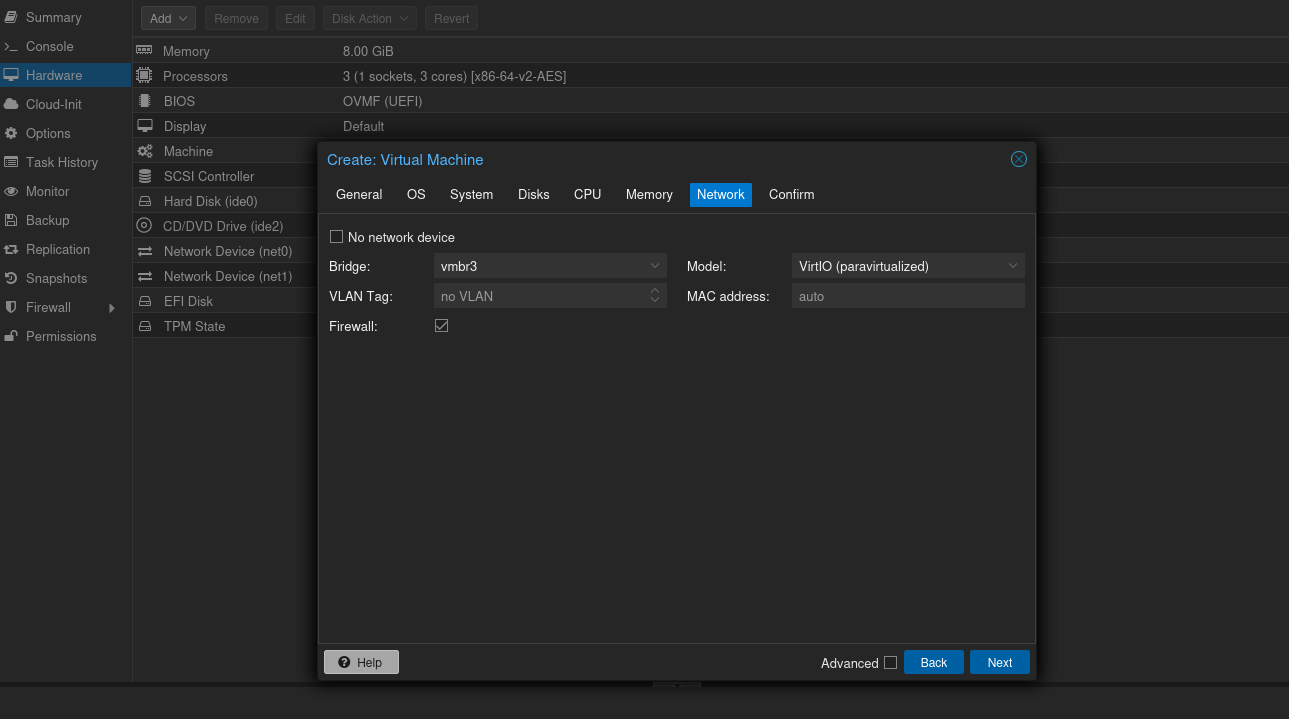 Summary
Console
Hardware
Cloud-Init
Options
Task History
Monitor
Backup
Replication
Snapshots
Firewall
Permissions
Add Remove Edit Disk Action Revert
Memory 8.00 GiB
Processors 3 (1 sockets, 3 cores) [x86-64-v2-AES]
BIOS OVMF (UEFI)
Display Default
Machine
SCSI Controller
Hard Disk (ide0)
CD/DVD Drive (ide2)
Network Device (net0)
Network Device (net1)
EFI Disk
TPM State
Create: Virtual Machine
General OS System Disks CPU Memory Network Confirm
No network device
Bridge: vmbr3 Model: VirtIO (paravirtualized)
VLAN Tag: no VLAN MAC address: auto
Firewall:
Help Advanced Back Next